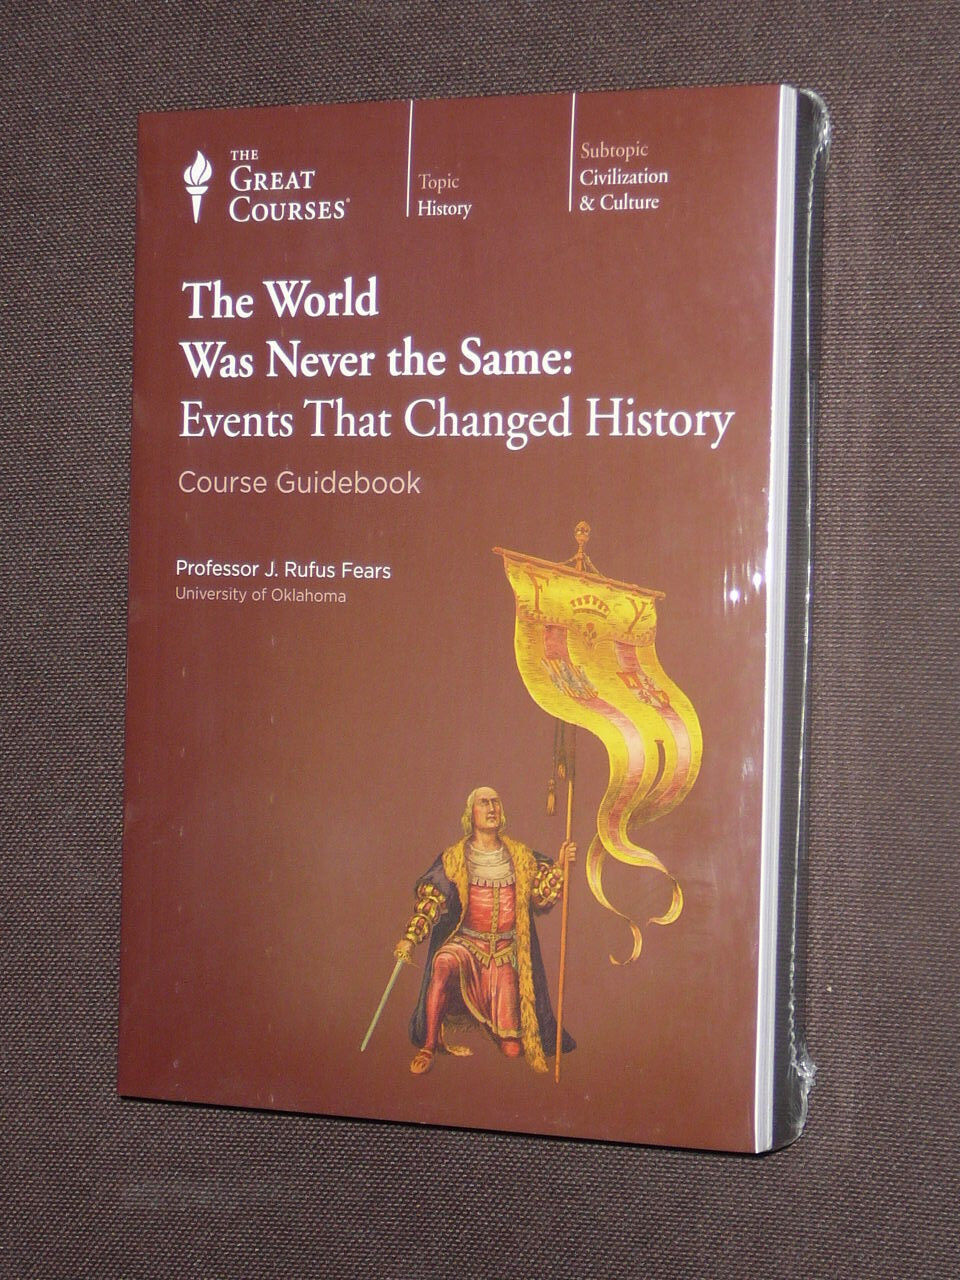 THE
GREAT
COURSES®
Topic
History
Subtopic
Civilization
& Culture
The World
Was Never the Same:
Events That Changed History
Course Guidebook
Professor J. Rufus Fears
University of Oklahoma
F Y